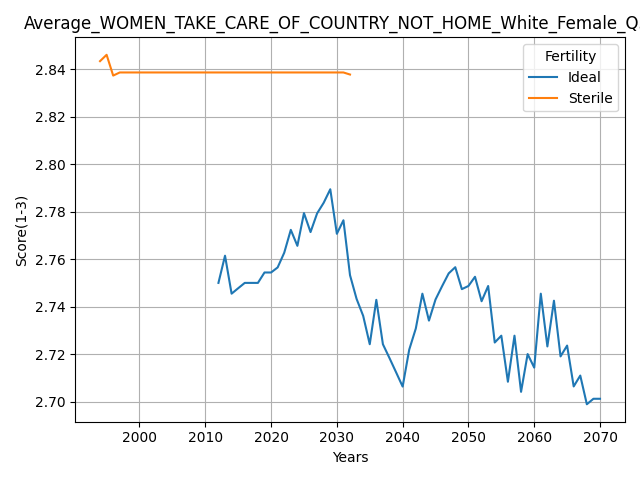 Average_WOMEN_TAKE_CARE_OF_COUNTRY_NOT_HOME_White_Female_Q
Fertility
Ideal
Sterile
2.84
2.82
2.80
2.78
2.76
2.74
2.72
2.70
Score(1-3)
2000 2010 2020 2030 2040 2050 2060 2070
Years